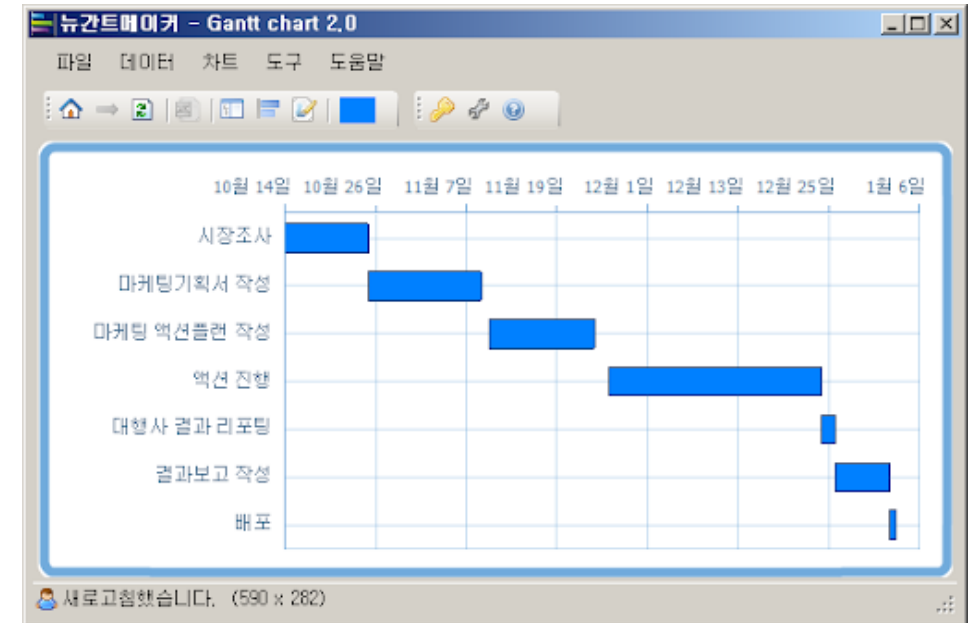 뉴간트메이커 - Gantt chart 2.0
파일 데이터 차트 도구 도움말
10월 14일 10월 26일 11월 7일 11월 19일 12월 1일 12월 13일 12월 25일 1월 6일
시장조사
마케팅기획서 작성
마케팅 액션플랜 작성
액션 진행
대행사 결과 리포팅
결과보고 작성
배포
새로고침했습니다. (590 x 282)